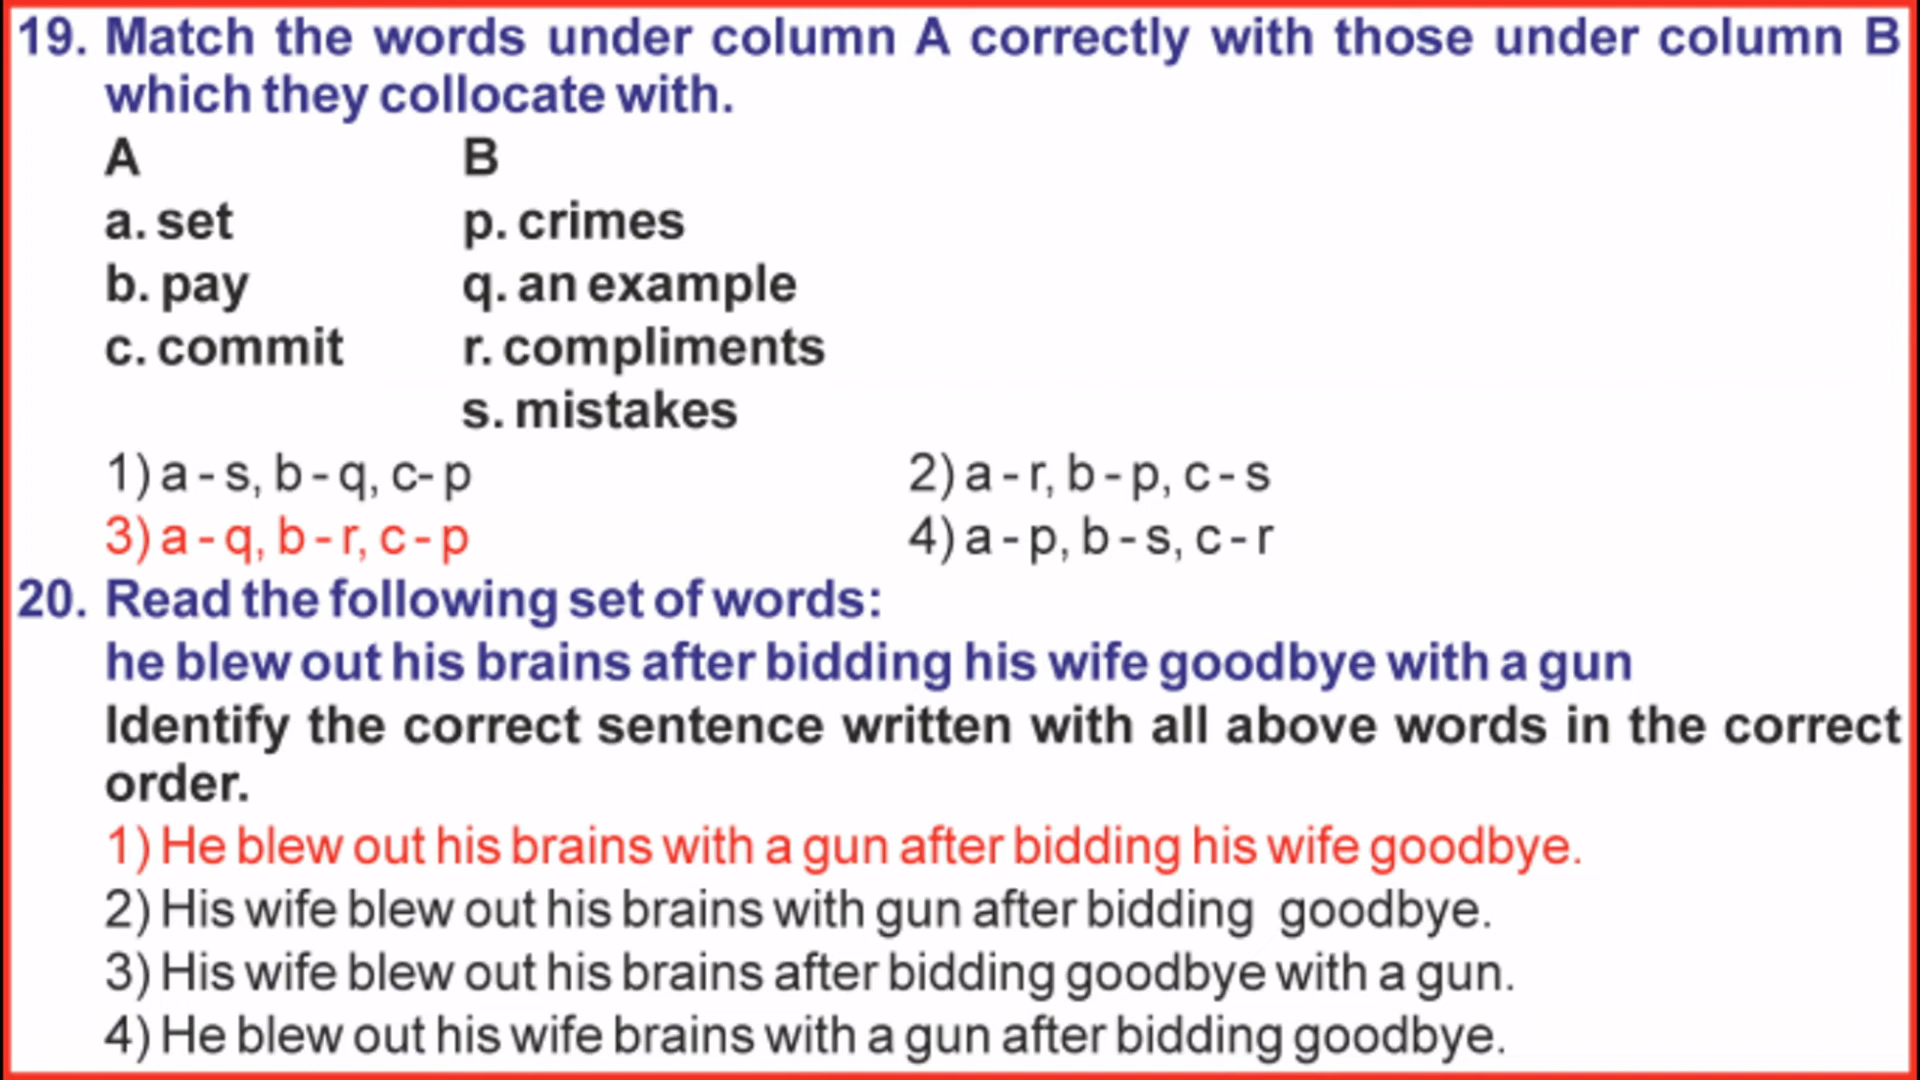 19. Match the words under column A correctly with those under column B
which they collocate with.
A B
a. set p. crimes
b. pay q. an example
c. commit r. compliments
s. mistakes
1) a - s, b - q, c- p 2) a - r, b - p, c - s
3) a - q, b - r, c - p 4) a - p, b - s, c - r
20. Read the following set of words:
he blew out his brains after bidding his wife goodbye with a gun
Identify the correct sentence written with all above words in the correct
order.
1) He blew out his brains with a gun after bidding his wife goodbye.
2) His wife blew out his brains with gun after bidding goodbye.
3) His wife blew out his brains after bidding goodbye with a gun.
4) He blew out his wife brains with a gun after bidding goodbye.